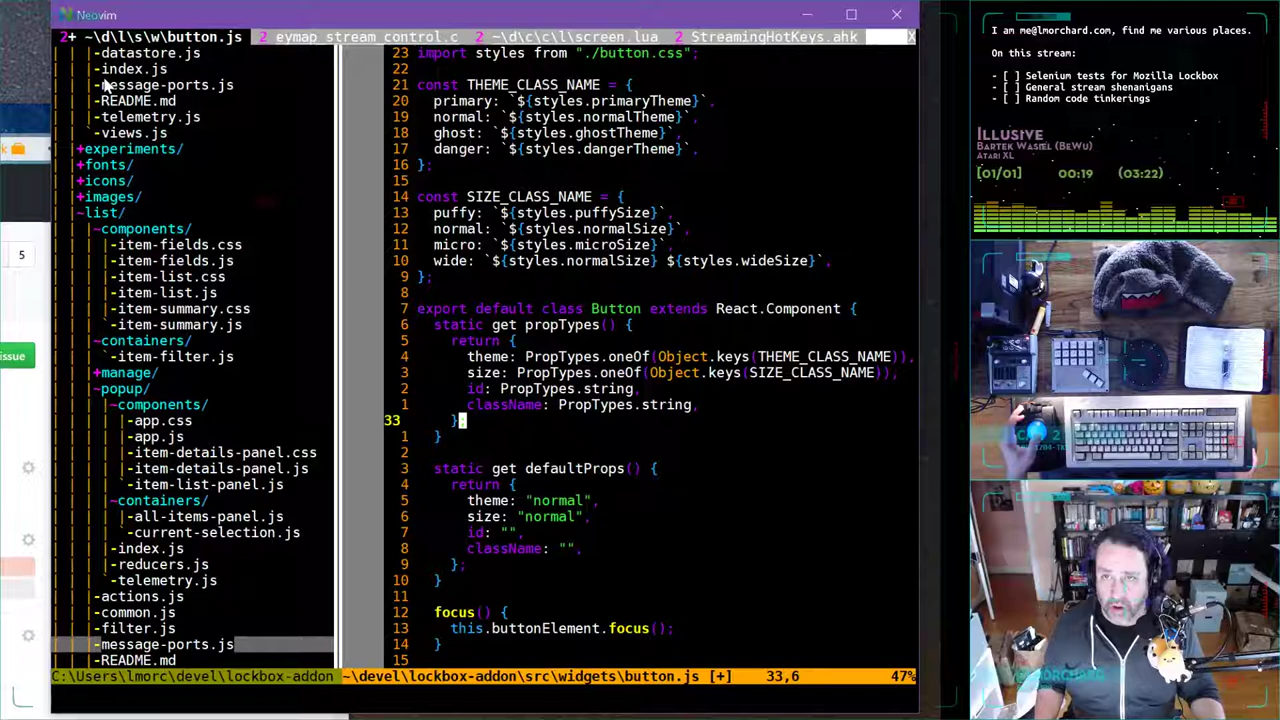 Neovim
2+ ~\d\l\s\w\button.js 2 eymap_stream_control.c 2 ~\d\c\c\l\screen.lua 2 StreamingHotKeys.ahk X
-datastore.js
-index.js
-message-ports.js
-README.md
-telemetry.js
-views.js
+experiments/
+fonts/
+icons/
+images/
~list/
~components/
-item-fields.css
-item-fields.js
-item-list.css
-item-list.js
-item-summary.css
-item-summary.js
~containers/
-item-filter.js
+manage/
~popup/
~components/
-app.css
-app.js
-item-details-panel.css
-item-details-panel.js
-item-list-panel.js
~containers/
-all-items-panel.js
-current-selection.js
-index.js
-reducers.js
-telemetry.js
-actions.js
-common.js
-filter.js
-message-ports.js
-README.md
C:\Users\lmorc\devel\lockbox-addon
23 import styles from "./button.css";
22
21 const THEME_CLASS_NAME = {
20 primary: `${styles.primaryTheme}`,
19 normal: `${styles.normalTheme}`,
18 ghost: `${styles.ghostTheme}`,
17 danger: `${styles.dangerTheme}`,
16 };
15
14 const SIZE_CLASS_NAME = {
13 puffy: `${styles.puffySize}`,
12 normal: `${styles.normalSize}`,
11 micro: `${styles.microSize}`,
10 wide: `${styles.normalSize} ${styles.wideSize}`,
9 };
8
7 export default class Button extends React.Component {
6 static get propTypes() {
5 return {
4 theme: PropTypes.oneOf(Object.keys(THEME_CLASS_NAME)),
3 size: PropTypes.oneOf(Object.keys(SIZE_CLASS_NAME)),
2 id: PropTypes.string,
1 className: PropTypes.string,
33 };
1 }
2
3 static get defaultProps() {
4 return {
5 theme: "normal",
6 size: "normal",
7 id: "",
8 className: "",
9 };
10 }
11
12 focus() {
13 this.buttonElement.focus();
14 }
15
~\devel\lockbox-addon\src\widgets\button.js [+] 33,6 47%
5
issue
I am me@lmorchard.com, find me various places.
On this stream:
- [ ] Selenium tests for Mozilla Lockbox
- [ ] General stream shenanigans
- [ ] Random code tinkerings
Illusive
Bartek Wasiel (BeWu)
Atari XL
[01/01] 00:19 (03:22)